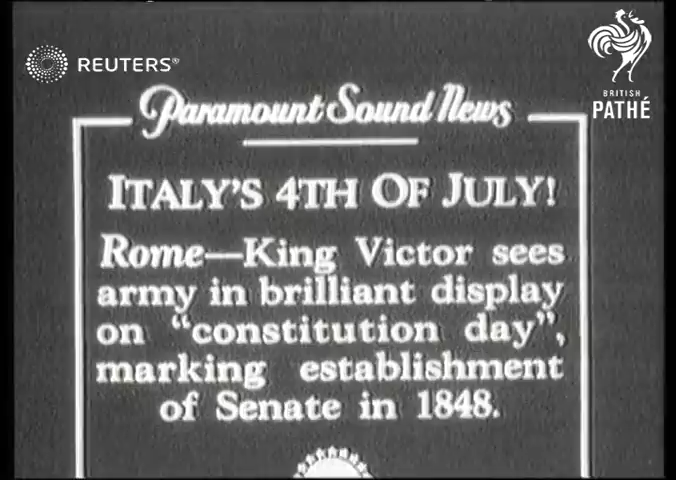 REUTERS®
BRITISH
PATHÉ
Paramount Sound News
ITALY'S 4TH OF JULY!
Rome—King Victor sees
army in brilliant display
on “constitution day”,
marking establishment
of Senate in 1848.